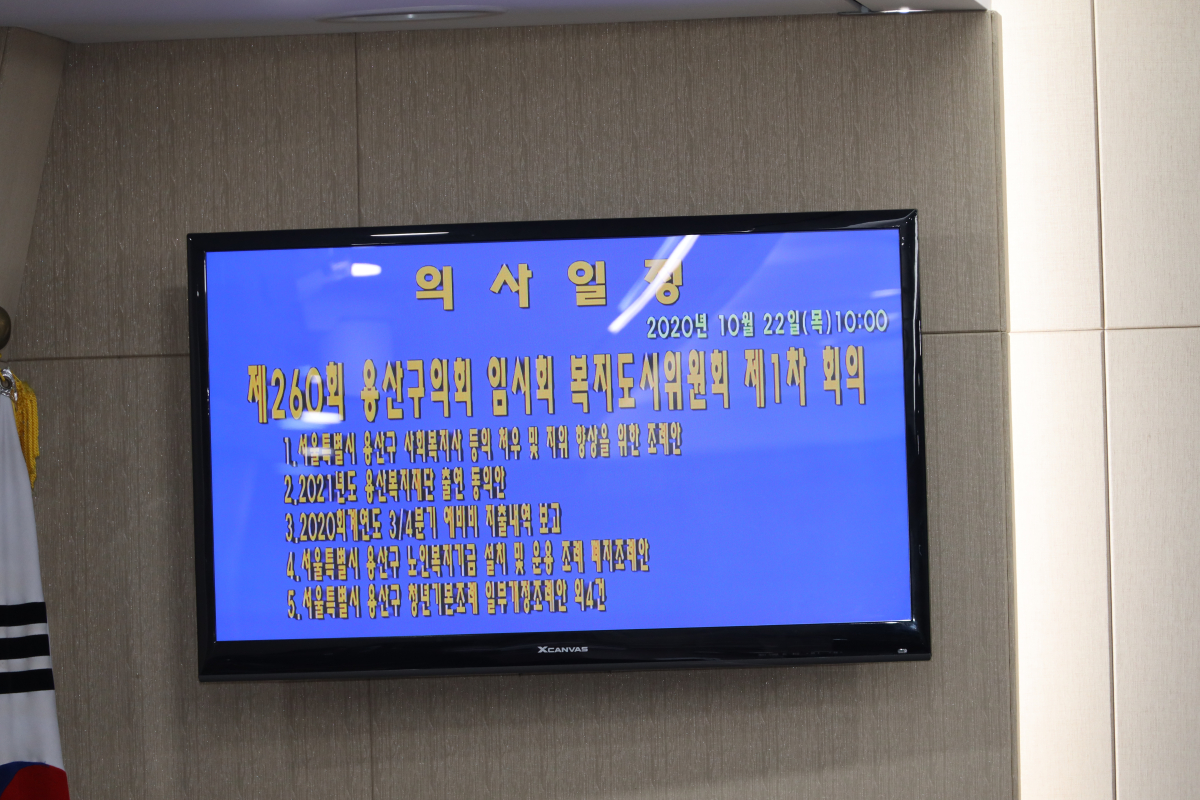 의 사 일 정
2020년 10월 22일(목)10:00
제260회 용산구의회 임시회 복지도시위원회 제1차 회의
1.서울특별시 용산구 사회복지사 등의 처우 및 지위 향상을 위한 조례안
2.2021년도 용산복지재단 출연 동의안
3.2020회계연도 3/4분기 예비비 지출내역 보고
4.서울특별시 용산구 노인복지기금 설치 및 운용 조례 폐지조례안
5.서울특별시 용산구 청년기본조례 일부개정조례안 외4건
XCANVAS